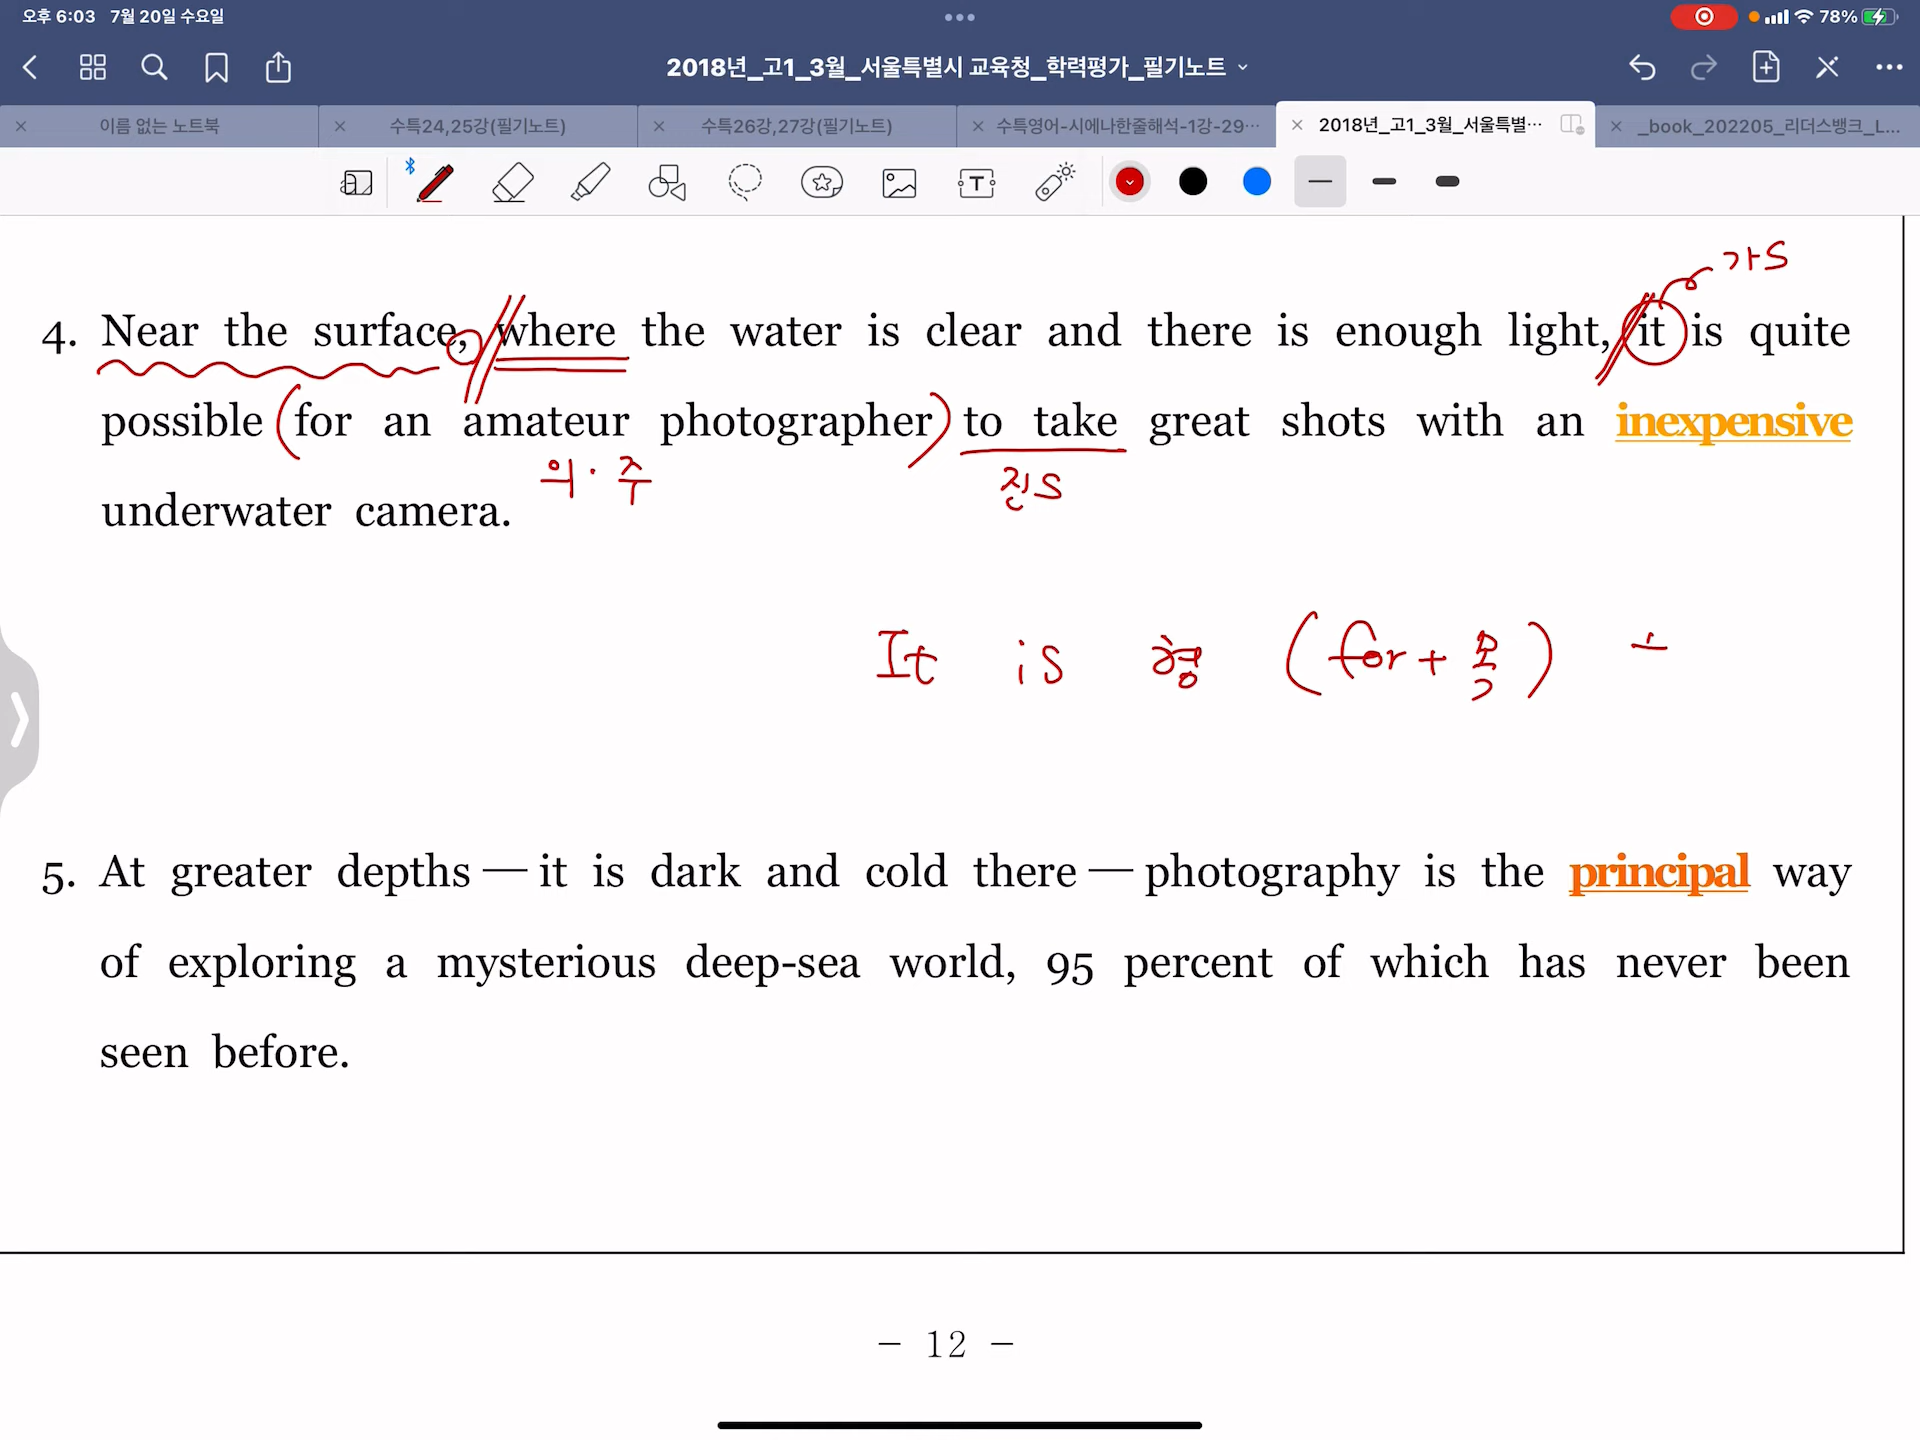 오후 6:03 7월 20일 수요일
78%
2018년_고1_3월_서울특별시 교육청_학력평가_필기노트
이름 없는 노트북
수특24,25강(필기노트)
수특26강,27강(필기노트)
수특영어-시에나한줄해석-1강-29…
2018년_고1_3월_서울특별…
_book_202205_리더스뱅크_L...
가S
4. Near the surface, where the water is clear and there is enough light, it is quite
possible (for an amateur photographer) to take great shots with an inexpensive
의·주
진S
underwater camera.
It is 형 (for + 목)
5. At greater depths — it is dark and cold there — photography is the principal way
of exploring a mysterious deep-sea world, 95 percent of which has never been
seen before.
- 12 -